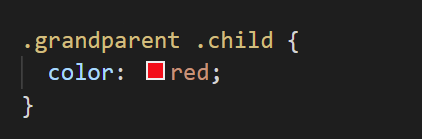 .grandparent .child {
  color: red;
}